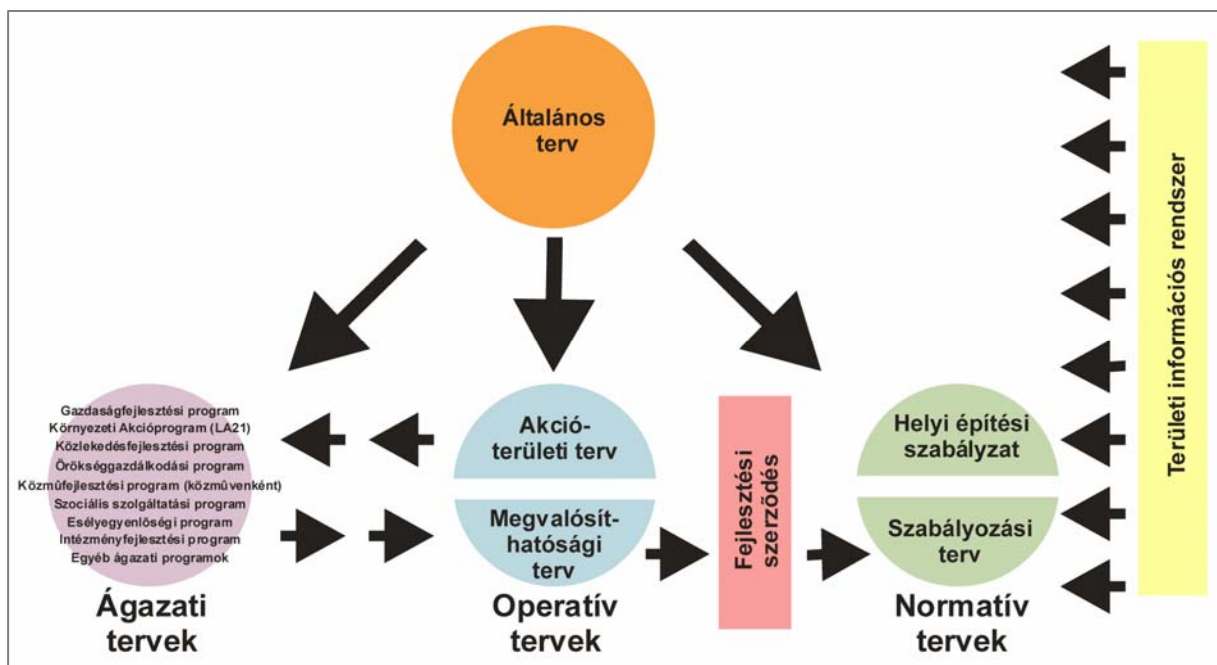 Általános
terv
Gazdaságfejlesztési program
Környezeti Akcióprogram (LA21)
Közlekedésfejlesztési program
Örökséggazdálkodási program
Közmûfejlesztési program (közmûvenként)
Szociális szolgáltatási program
Esélyegyenlőségi program
Intézményfejlesztési program
Egyéb ágazati programok
Ágazati
tervek
Akció-
területi terv
Megvalósít-
hatósági
terv
Operatív
tervek
Fejlesztési
szerződés
Helyi építési
szabályzat
Szabályozási
terv
Normatív
tervek
Területi információs rendszer